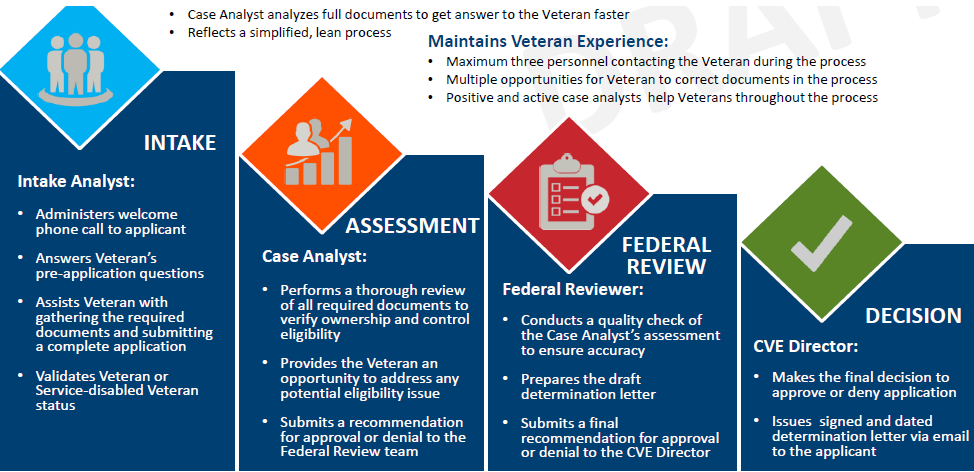 • Case Analyst analyzes full documents to get answer to the Veteran faster
• Reflects a simplified, lean process
Maintains Veteran Experience:
• Maximum three personnel contacting the Veteran during the process
• Multiple opportunities for Veteran to correct documents in the process
• Positive and active case analysts help Veterans throughout the process
DRAFT
INTAKE
Intake Analyst:
• Administers welcome
phone call to applicant
• Answers Veteran's
pre-application questions
• Assists Veteran with
gathering the required
documents and submitting
a complete application
• Validates Veteran or
Service-disabled Veteran
status
ASSESSMENT
Case Analyst:
• Performs a thorough review
of all required documents to
verify ownership and control
eligibility
• Provides the Veteran an
opportunity to address any
potential eligibility issue
• Submits a recommendation
for approval or denial to the
Federal Review team
FEDERAL
REVIEW
Federal Reviewer:
• Conducts a quality check of
the Case Analyst's assessment
to ensure accuracy
• Prepares the draft
determination letter
• Submits a final
recommendation for approval
or denial to the CVE Director
DECISION
CVE Director:
• Makes the final decision to
approve or deny application
• Issues signed and dated
determination letter via email
to the applicant